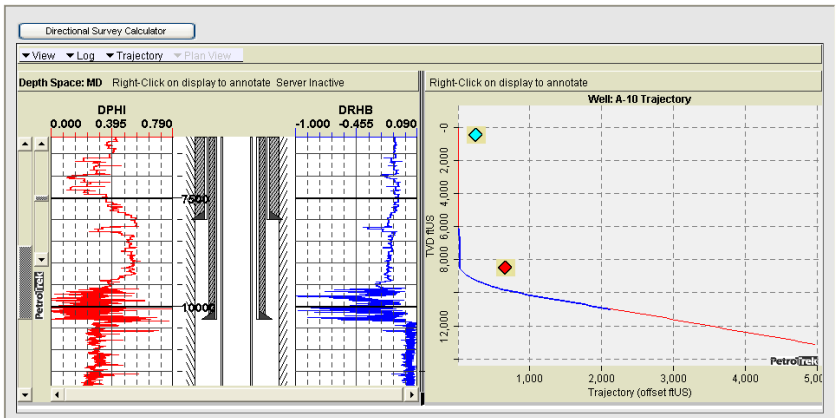 Directional Survey Calculator
View Log Trajectory Plan View
Depth Space: MD Right-Click on display to annotate Server Inactive
DPHI
0.000 0.395 0.790
DRHB
-1.000 -0.455 0.090
7500
10000
PetroTrek
Right-Click on display to annotate
Well: A-10 Trajectory
-0
2,000
4,000
6,000
8,000
12,000
TVD ftUS
1,000 2,000 3,000 4,000 5,0
Trajectory (offset ftUS)
PetroTrek